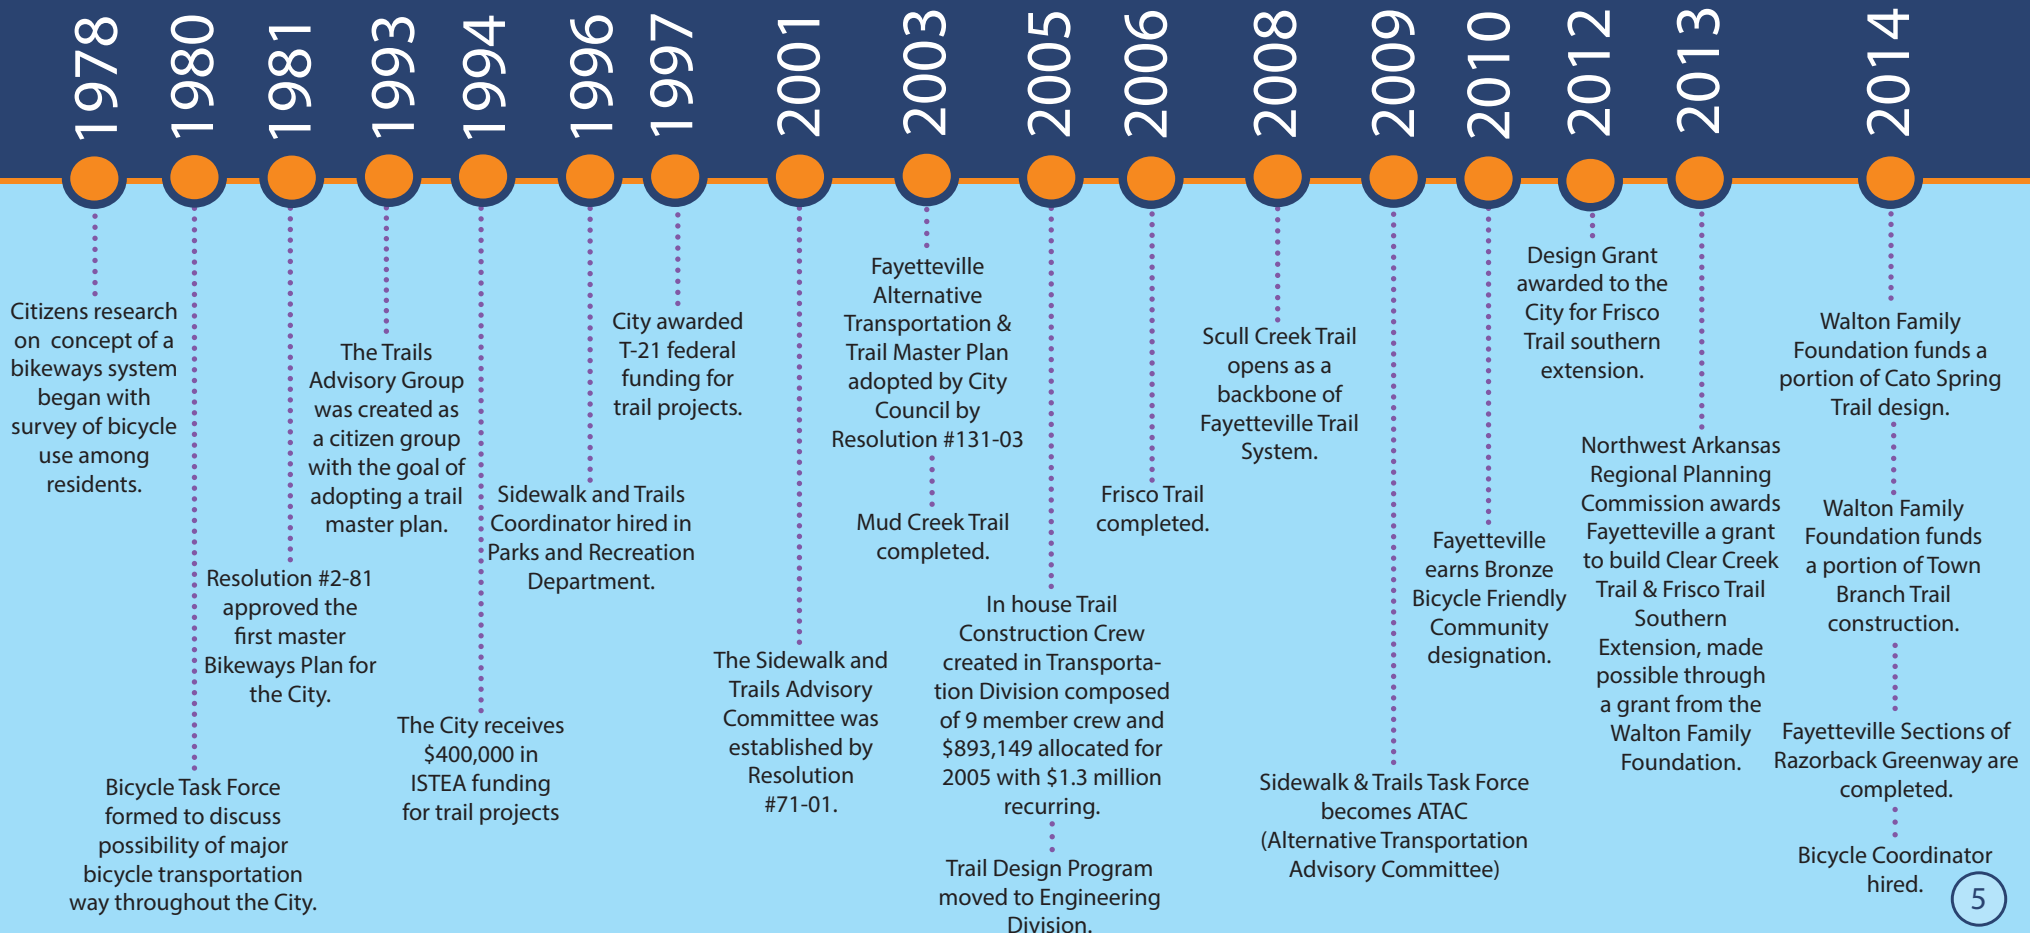 1978
1980
1981
1993
1994
1996
1997
2001
2003
2005
2006
2008
2009
2010
2012
2013
2014
Citizens research
on concept of a
bikeways system
began with
survey of bicycle
use among
residents.
Bicycle Task Force
formed to discuss
possibility of major
bicycle transportation
way throughout the City.
Resolution #2-81
approved the
first master
Bikeways Plan for
the City.
The Trails
Advisory Group
was created as
a citizen group
with the goal of
adopting a trail
master plan.
The City receives
$400,000 in
ISTEA funding
for trail projects
Sidewalk and Trails
Coordinator hired in
Parks and Recreation
Department.
City awarded
T-21 federal
funding for
trail projects.
The Sidewalk and
Trails Advisory
Committee was
established by
Resolution
#71-01.
Fayetteville
Alternative
Transportation &
Trail Master Plan
adopted by City
Council by
Resolution #131-03
Mud Creek Trail
completed.
In house Trail
Construction Crew
created in Transporta-
tion Division composed
of 9 member crew and
$893,149 allocated for
2005 with $1.3 million
recurring.
Trail Design Program
moved to Engineering
Division.
Frisco Trail
completed.
Scull Creek Trail
opens as a
backbone of
Fayetteville Trail
System.
Sidewalk & Trails Task Force
becomes ATAC
(Alternative Transportation
Advisory Committee)
Fayetteville
earns Bronze
Bicycle Friendly
Community
designation.
Design Grant
awarded to the
City for Frisco
Trail southern
extension.
Northwest Arkansas
Regional Planning
Commission awards
Fayetteville a grant
to build Clear Creek
Trail & Frisco Trail
Southern
Extension, made
possible through
a grant from the
Walton Family
Foundation.
Walton Family
Foundation funds a
portion of Cato Spring
Trail design.
Walton Family
Foundation funds
a portion of Town
Branch Trail
construction.
Fayetteville Sections of
Razorback Greenway are
completed.
Bicycle Coordinator
hired.
5